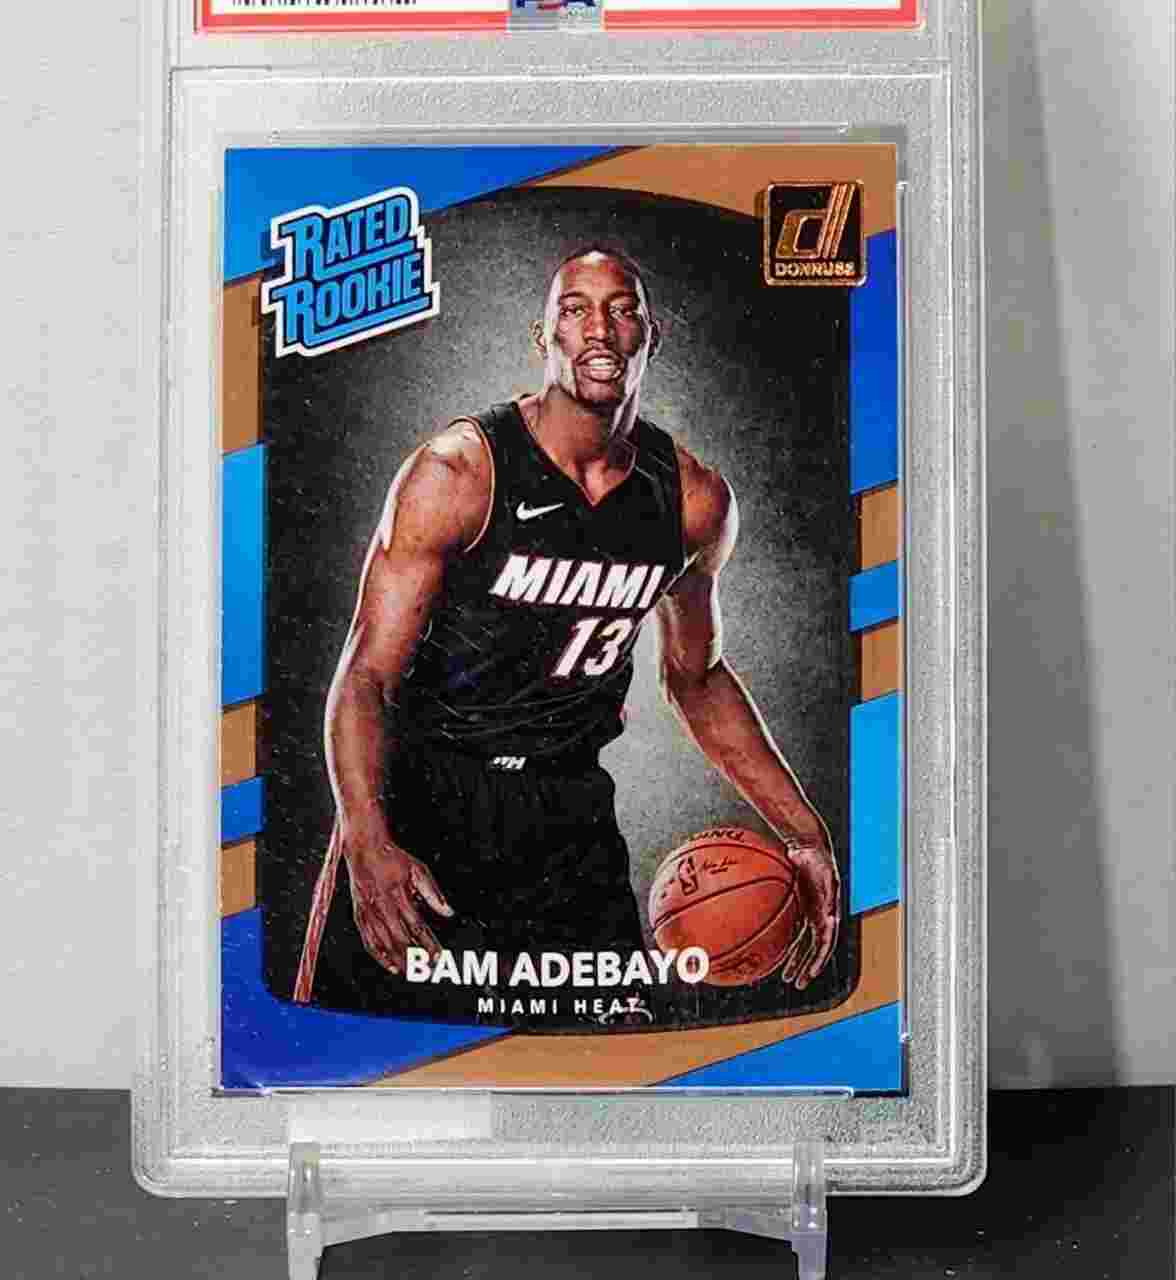 RATED
ROOKIE
DONRUSS
MIAMI
13
BAM ADEBAYO
MIAMI HEAT